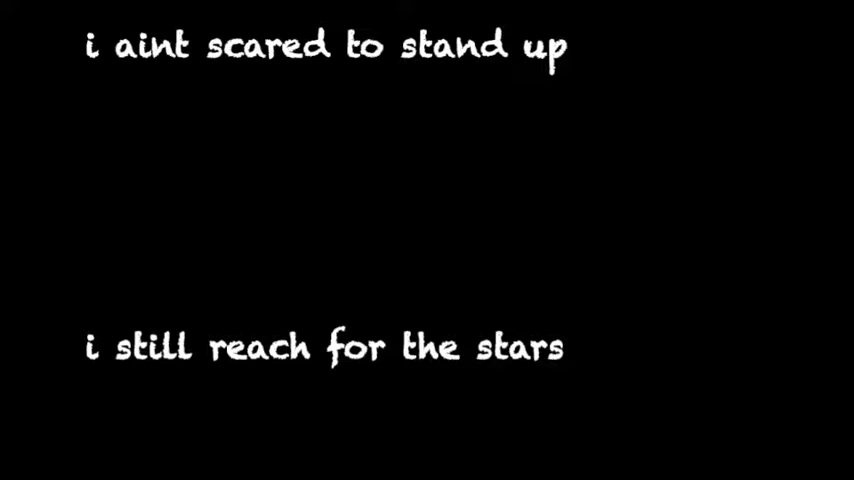 i aint scared to stand up
i still reach for the stars